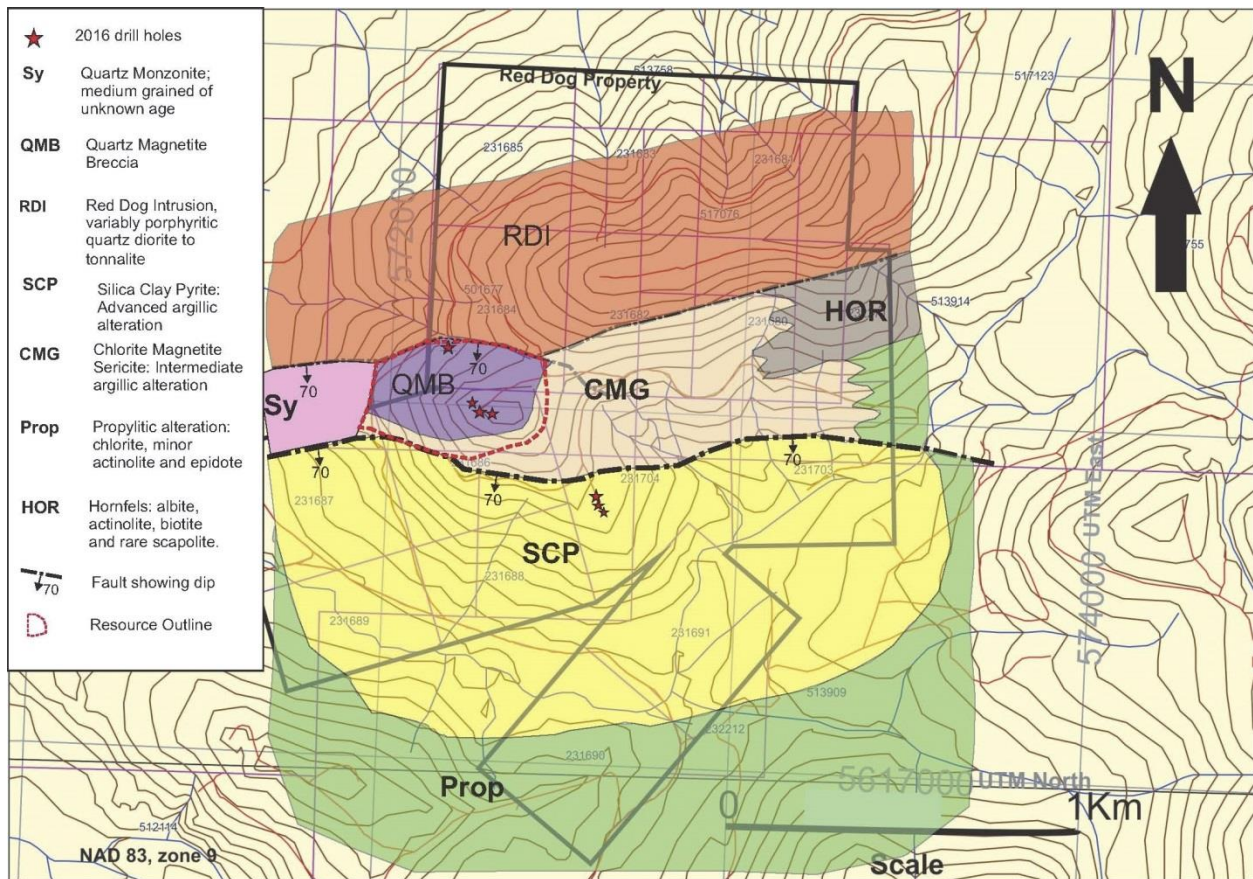 2016 drill holes
Sy
Quartz Monzonite;
medium grained of
unknown age
QMB
Quartz Magnetite
Breccia
RDI
Red Dog Intrusion,
variably porphyritic
quartz diorite to
tonnalite
SCP
Silica Clay Pyrite:
Advanced argillic
alteration
CMG
Chlorite Magnetite
Sericite: Intermediate
argillic alteration
Prop
Propylitic alteration:
chlorite, minor
actinolite and epidote
HOR
Hornfels: albite,
actinolite, biotite
and rare scapolite.
70
Fault showing dip
Resource Outline
513758
Red Dog Property
517123
N
231685
231683
231681
572000
517076
RDI
501677
231684
231682
231680
HOR
513914
QMB
70
CMG
70
Sy
70
70
70
231704
231703
231687
SCP
231688
231689
231691
574000 UTM East
513909
232212
231690
Prop
5617000 UTM North
0
1Km
512114
NAD 83, zone 9
Scale